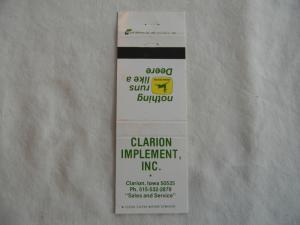 nothing
runs
like a
Deere
CLARION
IMPLEMENT,
INC.
Clarion, Iowa 50525
Ph. 515-532-2879
"Sales and Service"